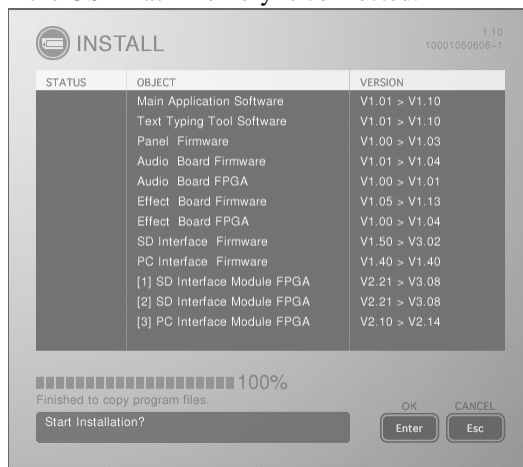 INSTALL
1.10
10001050606-1
STATUS OBJECT VERSION
Main Application Software V1.01 > V1.10
Text Typing Tool Software V1.01 > V1.10
Panel Firmware V1.00 > V1.03
Audio Board Firmware V1.01 > V1.04
Audio Board FPGA V1.00 > V1.01
Effect Board Firmware V1.05 > V1.13
Effect Board FPGA V1.00 > V1.04
SD Interface Firmware V1.50 > V3.02
PC Interface Firmware V1.40 > V1.40
[1] SD Interface Module FPGA V2.21 > V3.08
[2] SD Interface Module FPGA V2.21 > V3.08
[3] PC Interface Module FPGA V2.10 > V2.14
100%
Finished to copy program files.
Start Installation?
OK CANCEL
Enter Esc